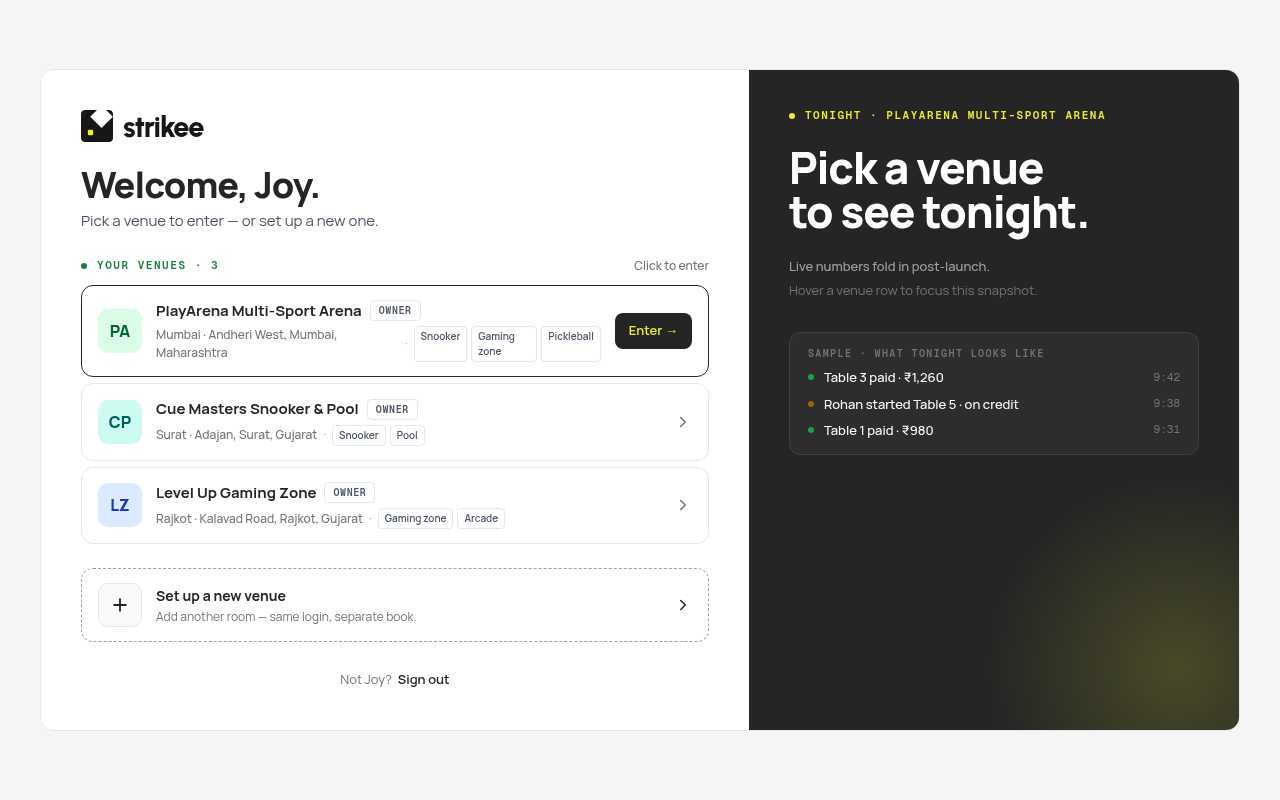 strikee
Welcome, Joy.
Pick a venue to enter — or set up a new one.
YOUR VENUES · 3
Click to enter
PA
PlayArena Multi-Sport Arena
OWNER
Mumbai · Andheri West, Mumbai,
Maharashtra
·
Snooker
Gaming
zone
Pickleball
Enter →
CP
Cue Masters Snooker & Pool
OWNER
Surat · Adajan, Surat, Gujarat · Snooker Pool
LZ
Level Up Gaming Zone
OWNER
Rajkot · Kalavad Road, Rajkot, Gujarat · Gaming zone Arcade
Set up a new venue
Add another room — same login, separate book.
Not Joy? Sign out
TONIGHT · PLAYARENA MULTI-SPORT ARENA
Pick a venue
to see tonight.
Live numbers fold in post-launch.
Hover a venue row to focus this snapshot.
SAMPLE · WHAT TONIGHT LOOKS LIKE
Table 3 paid · ₹1,260 9:42
Rohan started Table 5 · on credit 9:38
Table 1 paid · ₹980 9:31